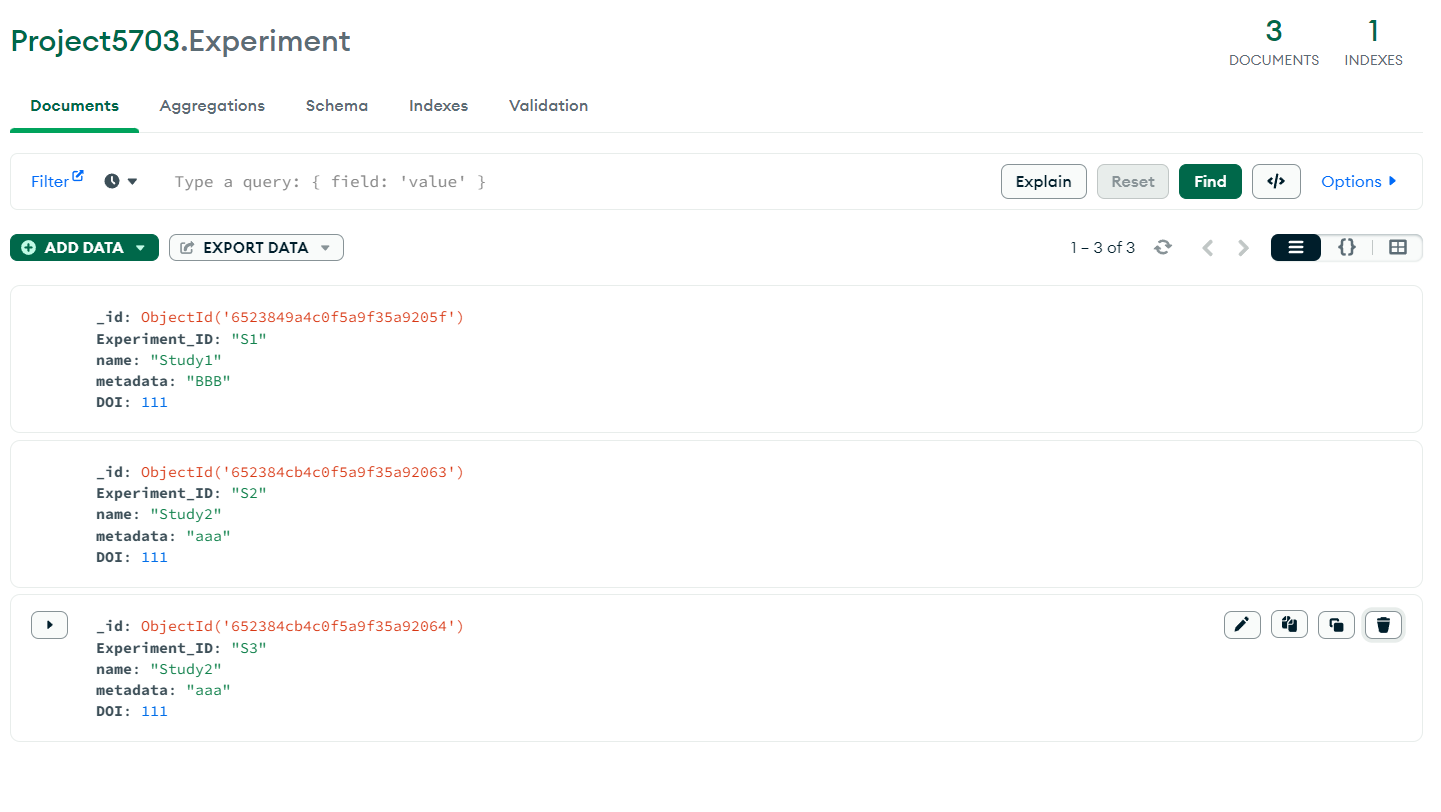 Project5703.Experiment
3
DOCUMENTS
1
INDEXES
Documents Aggregations Schema Indexes Validation
Filter Type a query: { field: 'value' } Explain Reset Find </> Options
ADD DATA EXPORT DATA 1 – 3 of 3 {}
_id: ObjectId('6523849a4c0f5a9f35a9205f')
Experiment_ID: "S1"
name: "Study1"
metadata: "BBB"
DOI: 111
_id: ObjectId('652384cb4c0f5a9f35a92063')
Experiment_ID: "S2"
name: "Study2"
metadata: "aaa"
DOI: 111
_id: ObjectId('652384cb4c0f5a9f35a92064')
Experiment_ID: "S3"
name: "Study2"
metadata: "aaa"
DOI: 111